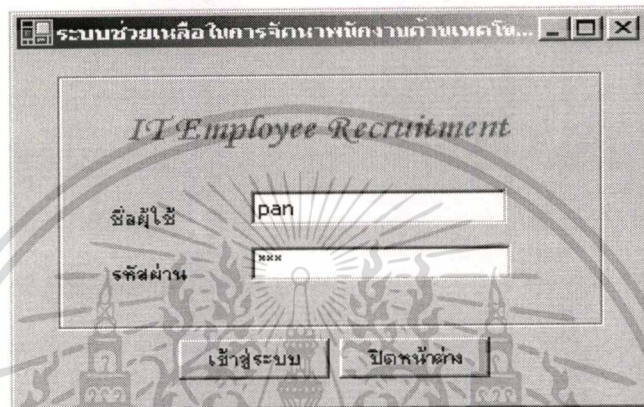 ระบบช่วยเหลือในการจัดหาพนักงานด้านเทคโน...
IT Employee Recruitment
ชื่อผู้ใช้
pan
รหัสผ่าน
***
เข้าสู่ระบบ
ปิดหน้าต่าง